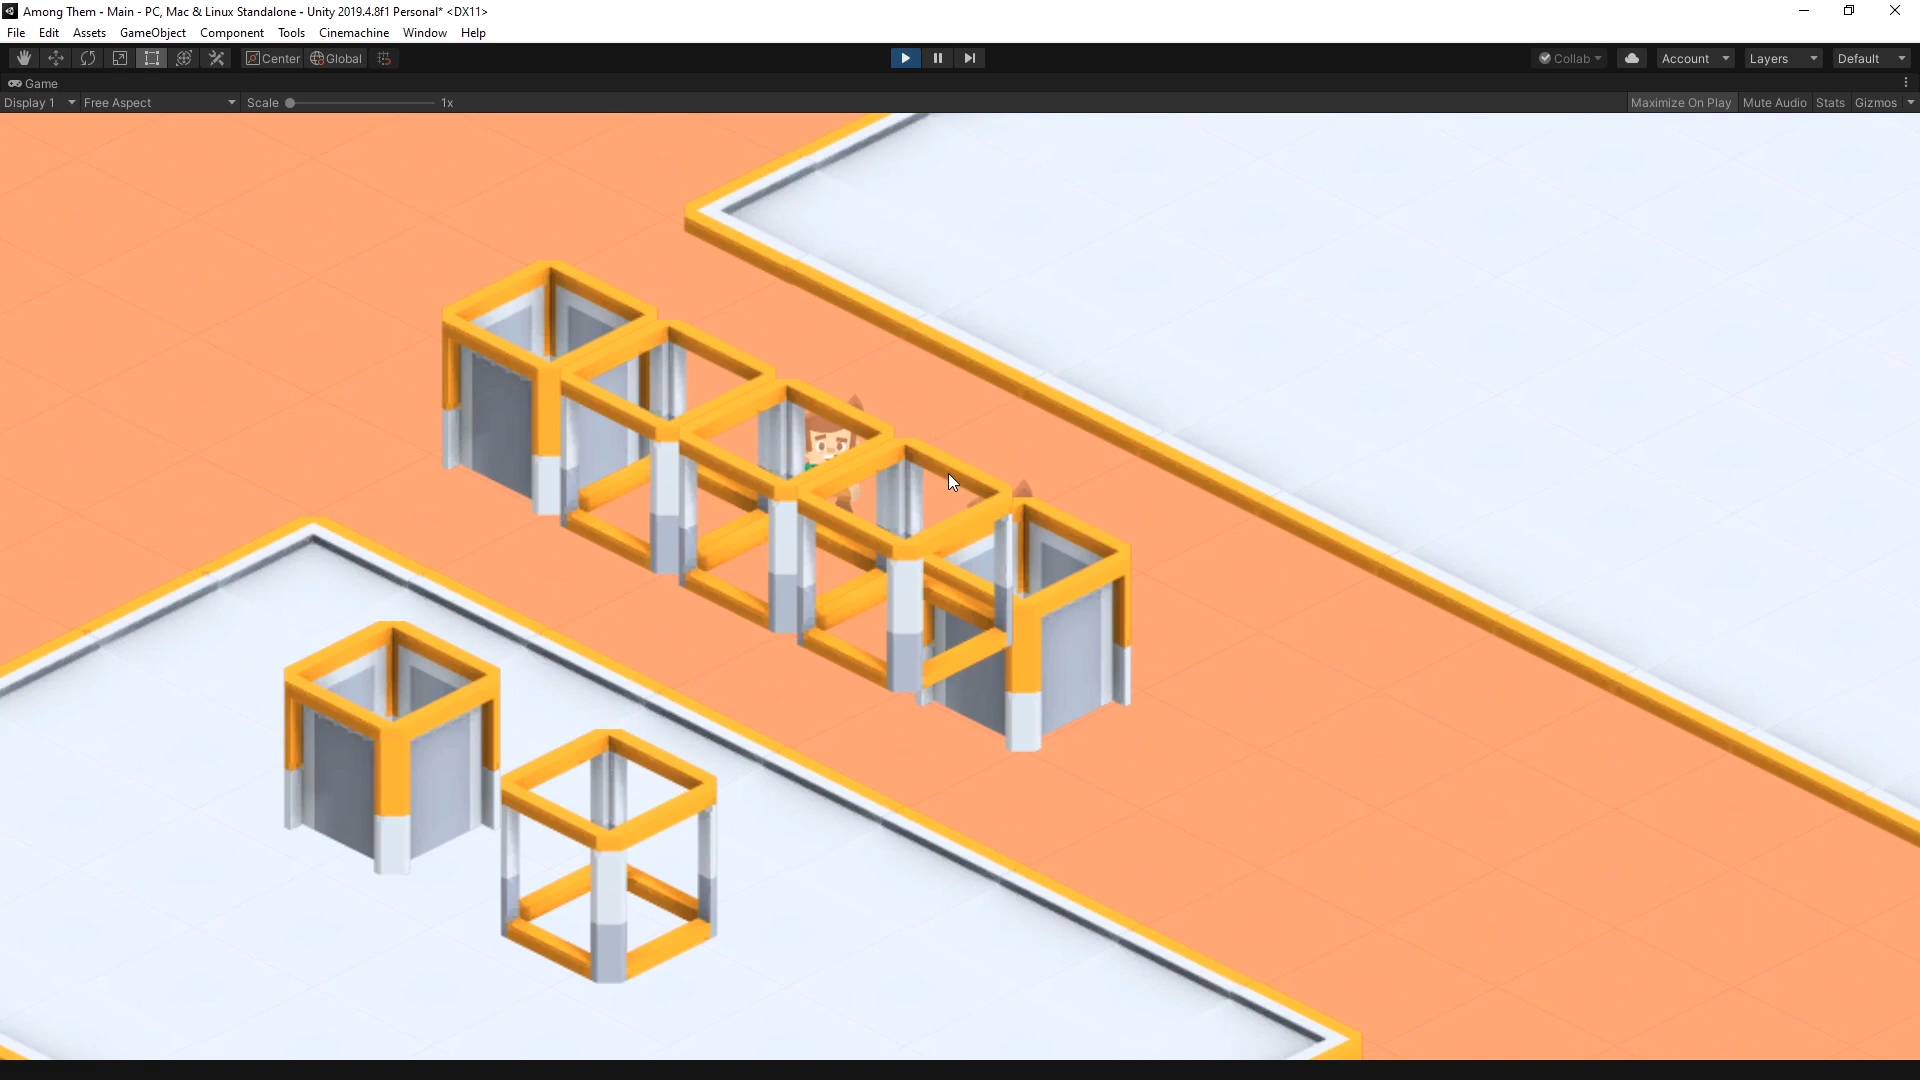 Among Them - Main - PC, Mac & Linux Standalone - Unity 2019.4.8f1 Personal* <DX11>
File Edit Assets GameObject Component Tools Cinemachine Window Help
Center Global Collab Account Layers Default
Game
Display 1 Free Aspect Scale 1x Maximize On Play Mute Audio Stats Gizmos